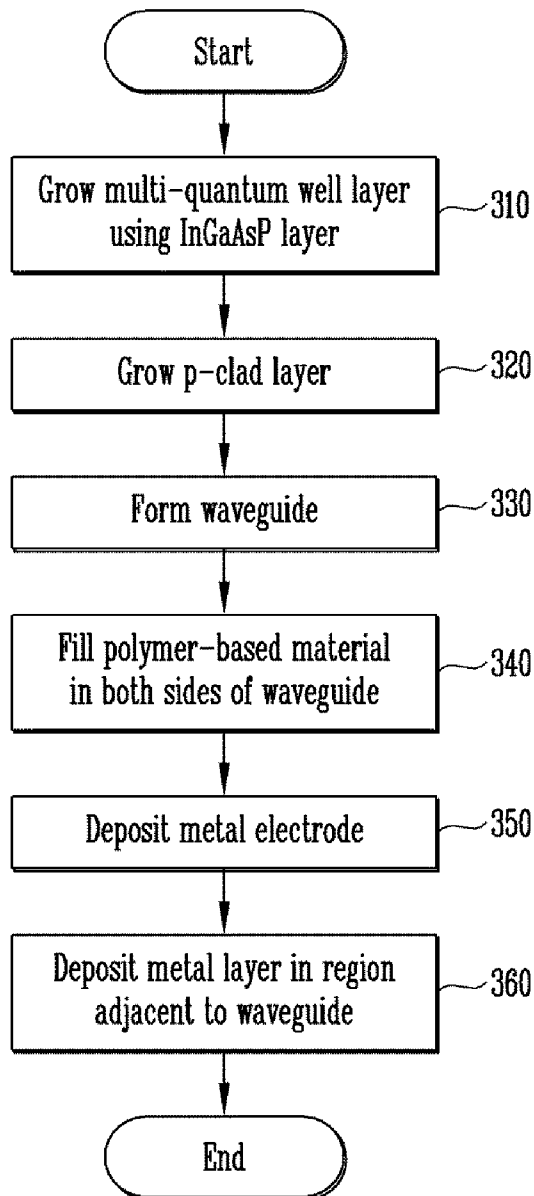 Start
Grow multi-quantum well layer
using InGaAsP layer
310
Grow p-clad layer
320
Form waveguide
330
Fill polymer-based material
in both sides of waveguide
340
Deposit metal electrode
350
Deposit metal layer in region
adjacent to waveguide
360
End